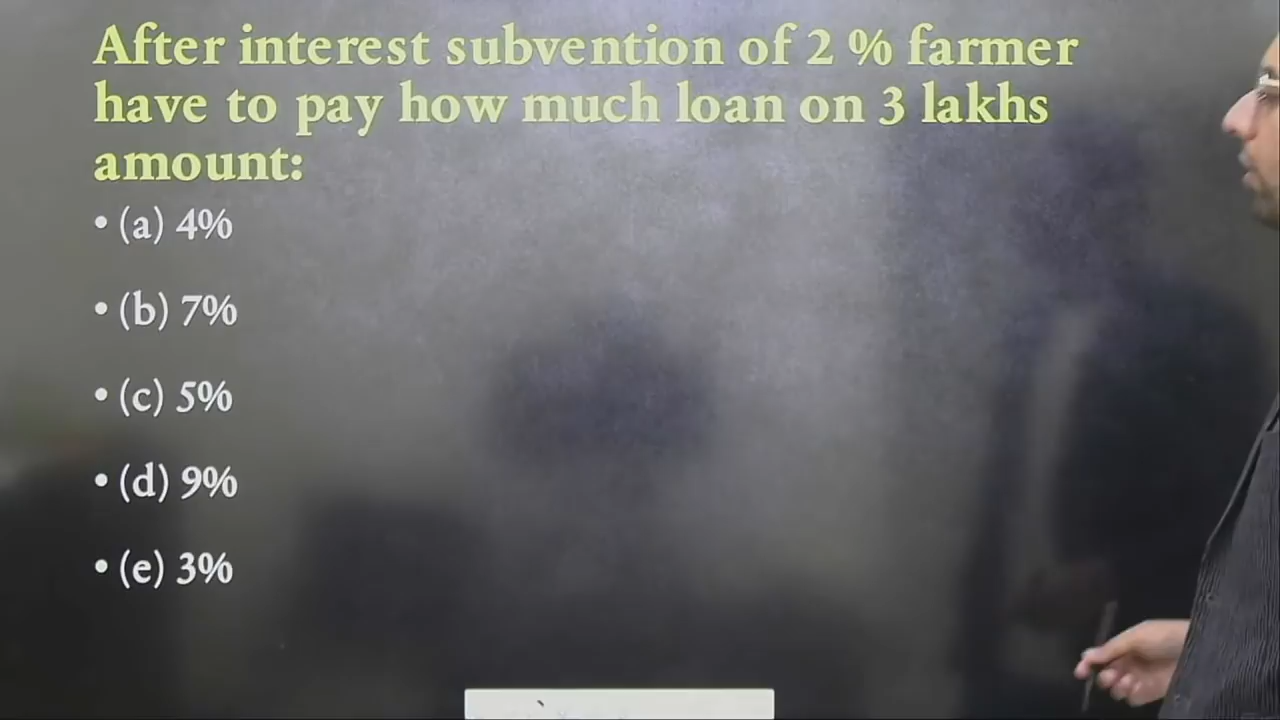 After interest subvention of 2 % farmer
have to pay how much loan on 3 lakhs
amount:
• (a) 4%
• (b) 7%
• (c) 5%
• (d) 9%
• (e) 3%